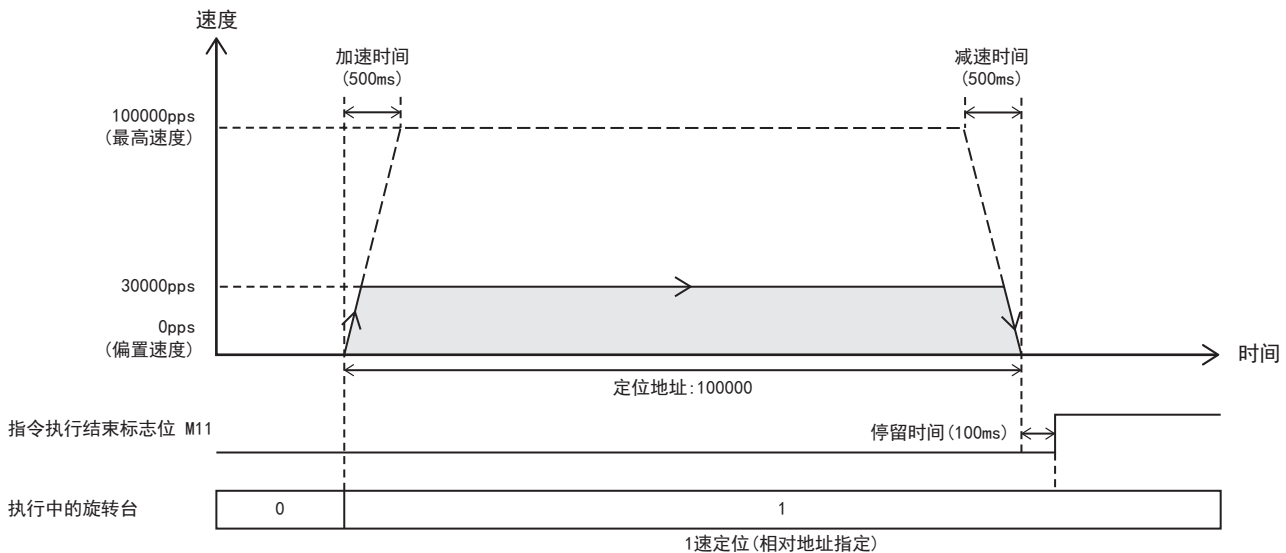 速度
加速时间
(500ms)
减速时间
(500ms)
100000pps
(最高速度)
30000pps
0pps
(偏置速度)
时间
定位地址:100000
指令执行结束标志位 M11
停留时间(100ms)
执行中的旋转台
0
1
1速定位(相对地址指定)